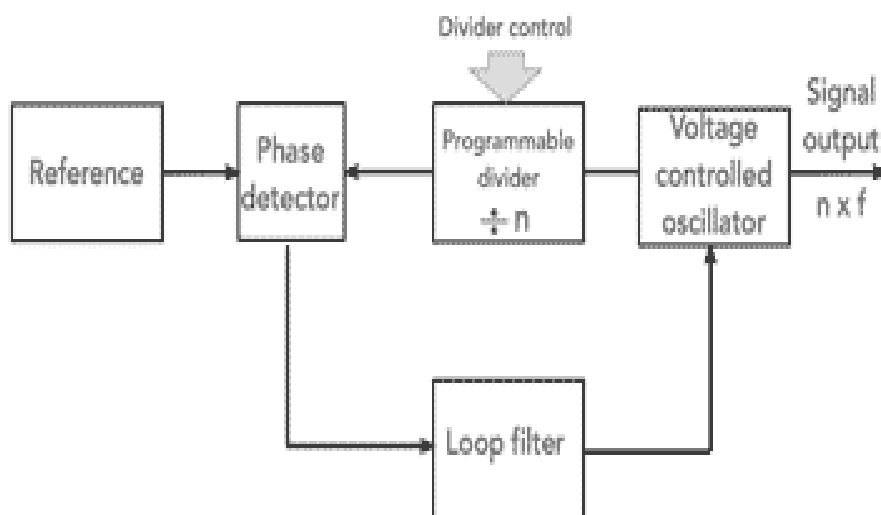 Divider control
Reference
Phase
detector
Programmable
divider
÷ n
Voltage
controlled
oscillator
Signal
output
n x f
Loop filter